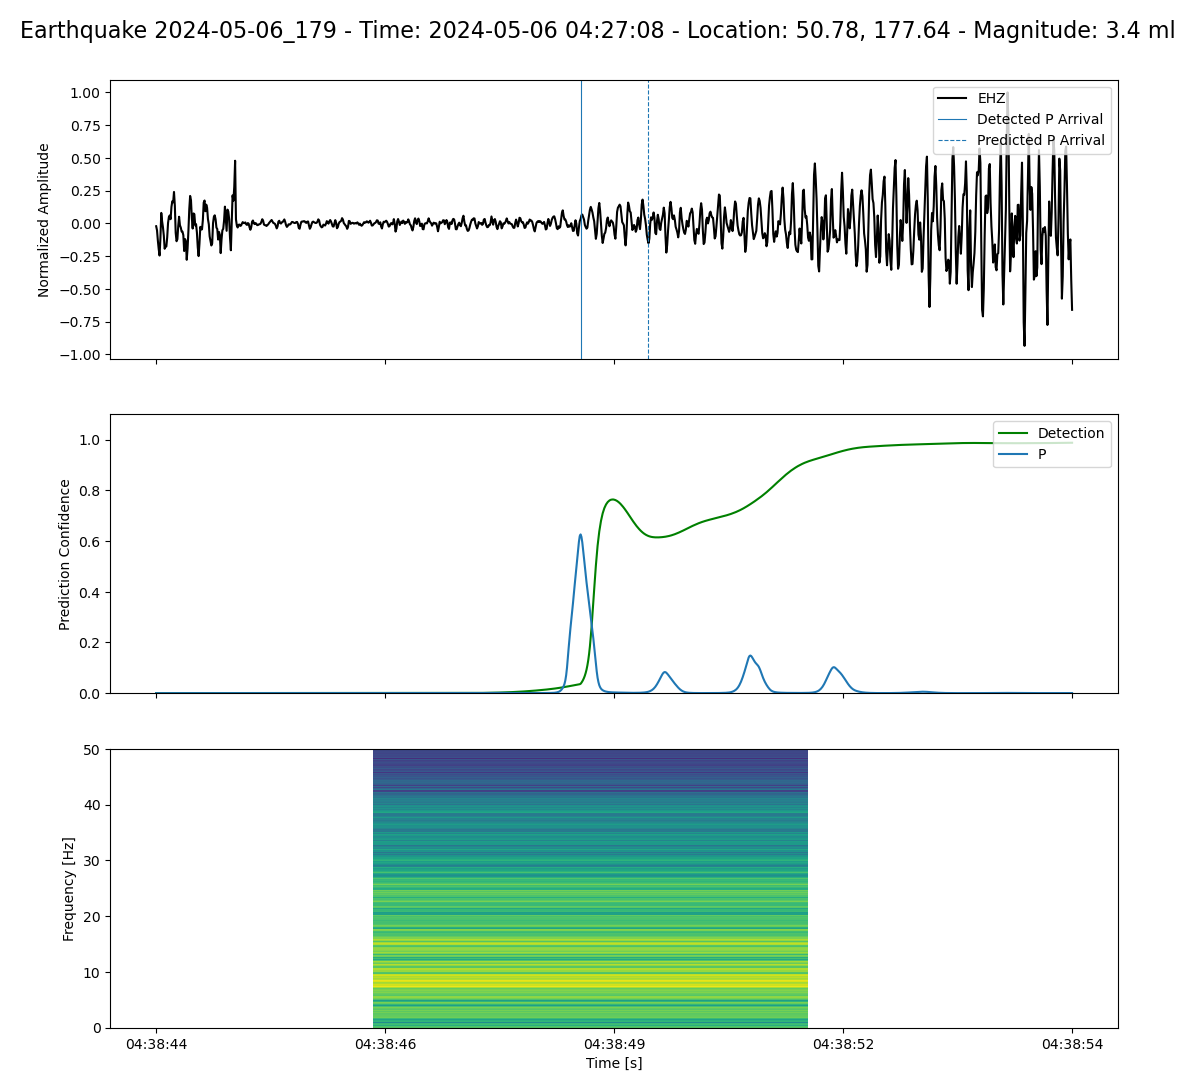 Earthquake 2024-05-06_179 - Time: 2024-05-06 04:27:08 - Location: 50.78, 177.64 - Magnitude: 3.4 ml
1.00
0.75
0.50
0.25
0.00
−0.25
−0.50
−0.75
−1.00
Normalized Amplitude
EHZ
Detected P Arrival
Predicted P Arrival
1.0
0.8
0.6
0.4
0.2
0.0
Prediction Confidence
Detection
P
50
40
30
20
10
0
Frequency [Hz]
04:38:44 04:38:46 04:38:49 04:38:52 04:38:54
Time [s]